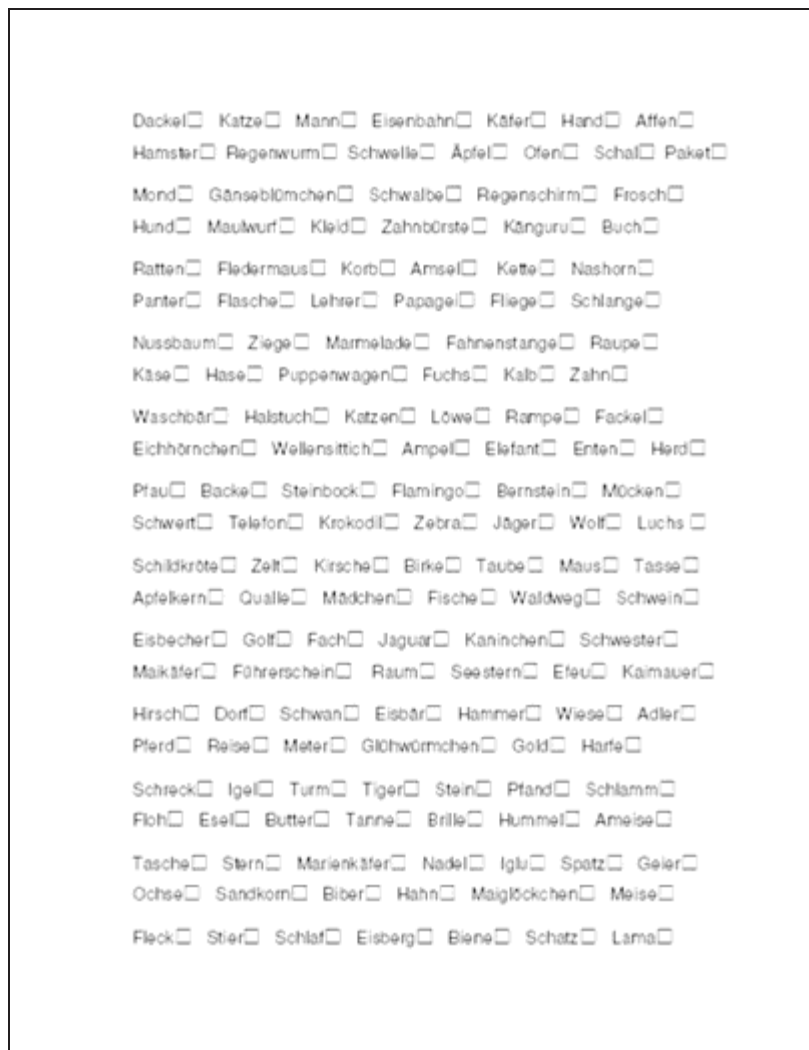 Dackel□ Katze□ Mann□ Eisenbahn□ Käfer□ Hand□ Affen□
Hamster□ Regenwurm□ Schwelle□ Äpfel□ Ofen□ Schal□ Paket□
Mond□ Gänseblümchen□ Schwalbe□ Regenschirm□ Frosch□
Hund□ Maulwurf□ Kleid□ Zahnbürste□ Känguru□ Buch□
Ratten□ Fledermaus□ Korb□ Amsel□ Kette□ Nashorn□
Panter□ Flasche□ Lehrer□ Papagei□ Fliege□ Schlange□
Nussbaum□ Ziege□ Marmelade□ Fahnenstange□ Raupe□
Käse□ Hase□ Puppenwagen□ Fuchs□ Kalb□ Zahn□
Waschbär□ Halstuch□ Katzen□ Löwe□ Rampe□ Fackel□
Eichhörnchen□ Wellensittich□ Ampel□ Elefant□ Enten□ Herd□
Pfau□ Backe□ Steinbock□ Flamingo□ Bernstein□ Mücken□
Schwert□ Telefon□ Krokodil□ Zebra□ Jäger□ Wolf□ Luchs □
Schildkröte□ Zelt□ Kirsche□ Birke□ Taube□ Maus□ Tasse□
Apfelkern□ Qualle□ Mädchen□ Fische□ Waldweg□ Schwein□
Eisbecher□ Golf□ Fach□ Jaguar□ Kaninchen□ Schwester□
Maikäfer□ Führerschein□ Raum□ Seestern□ Efeu□ Kaimauer□
Hirsch□ Dorf□ Schwan□ Eisbär□ Hammer□ Wiese□ Adler□
Pferd□ Reise□ Meter□ Glühwürmchen□ Gold□ Harfe□
Schreck□ Igel□ Turm□ Tiger□ Stein□ Pfand□ Schlamm□
Floh□ Esel□ Butter□ Tanne□ Brille□ Hummel□ Ameise□
Tasche□ Stern□ Marienkäfer□ Nadel□ Iglu□ Spatz□ Geier□
Ochse□ Sandkorn□ Biber□ Hahn□ Maiglöckchen□ Meise□
Fleck□ Stier□ Schlaf□ Eisberg□ Biene□ Schatz□ Lama□